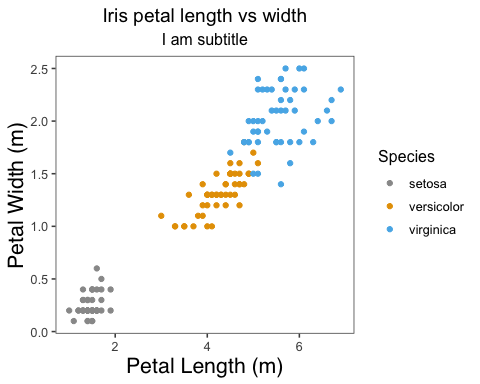 Iris petal length vs width
I am subtitle
Petal Width (m)
2.5
2.0
1.5
1.0
0.5
0.0
2 4 6
Petal Length (m)
Species
setosa
versicolor
virginica